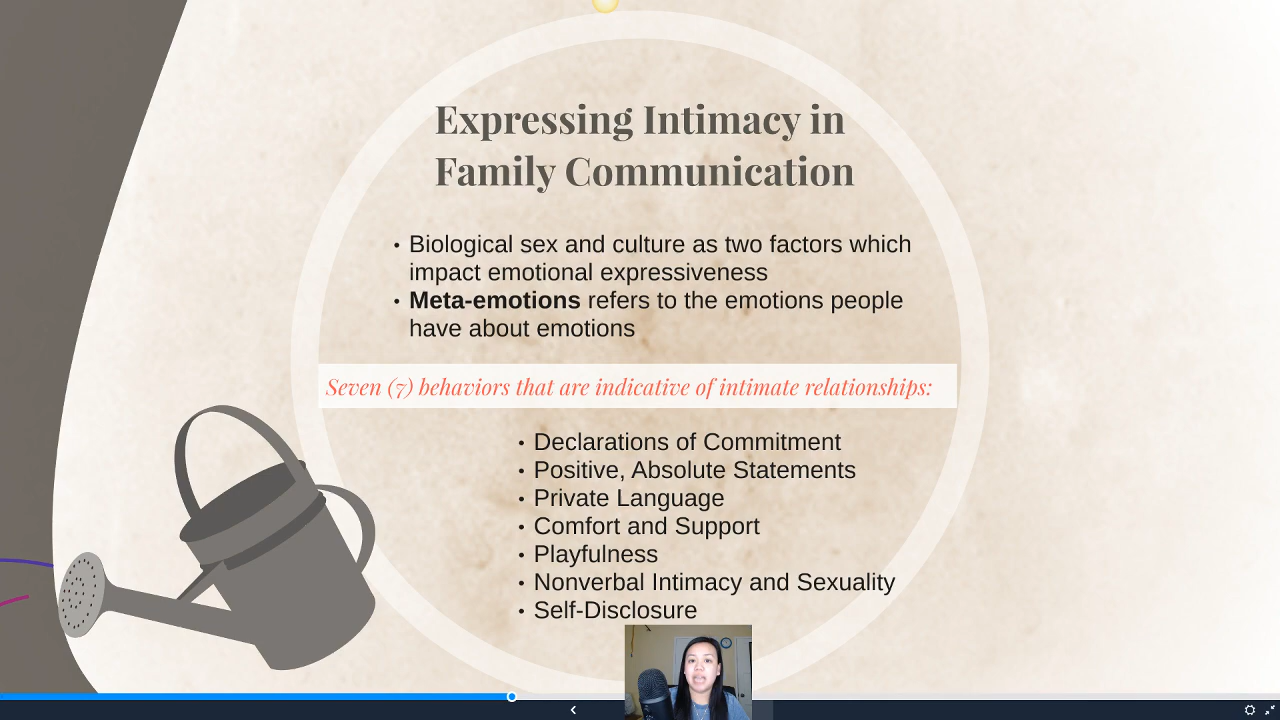 Expressing Intimacy in
Family Communication
• Biological sex and culture as two factors which
impact emotional expressiveness
• Meta-emotions refers to the emotions people
have about emotions
Seven (7) behaviors that are indicative of intimate relationships:
• Declarations of Commitment
• Positive, Absolute Statements
• Private Language
• Comfort and Support
• Playfulness
• Nonverbal Intimacy and Sexuality
• Self-Disclosure